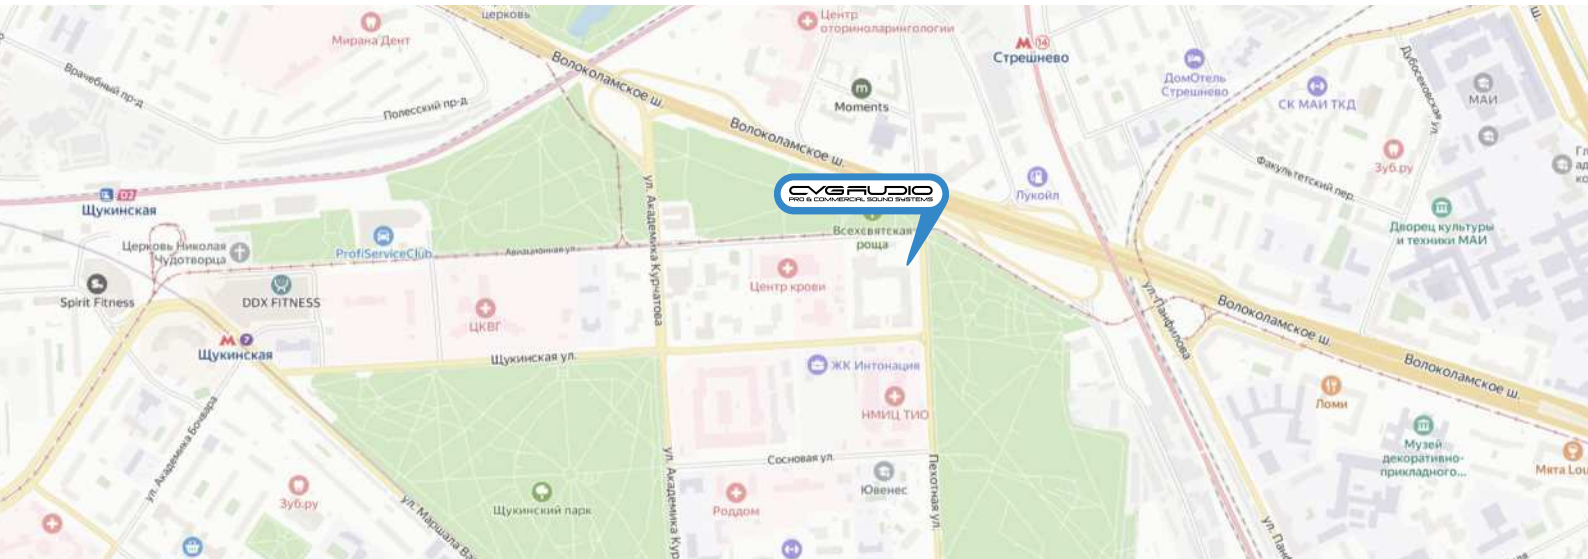 церковь
Центр
оториноларингологии
Мирана Дент
М 14
Стрешнево
Волоколамское ш.
Врачебный пр-д
Полесский пр-д
Moments
ДомОтель
Стрешнево
СК МАИ ТКД
Дубосековская ул.
МАИ
ш.
Волоколамское ш.
Зуб.ру
Факультетский пер.
D2
Щукинская
ул. Академика Курчатова
CVGAUDIO
PRO & COMMERCIAL SOUND SYSTEMS
Лукойл
Дворец культуры
и техники МАИ
Всехсвятская
роща
Церковь Николая
Чудотворца
ProfiServiceClub
Авиационная ул.
Spirit Fitness
DDX FITNESS
Центр крови
ЦКВГ
ул. Панфилова
Волоколамское ш.
М 7
Щукинская
Щукинская ул.
ЖК Интонация
Волоколамское ш.
НМИЦ ТИО
Ломи
ул. Академика Бочвара
Музей
декоративно-
прикладного...
Сосновая ул.
Ювенес
Пехотная ул.
Мята Lou
Зуб.ру
Щукинский парк
ул. Академика Кур
Роддом
ул. Маршала Ва
ул. Пан